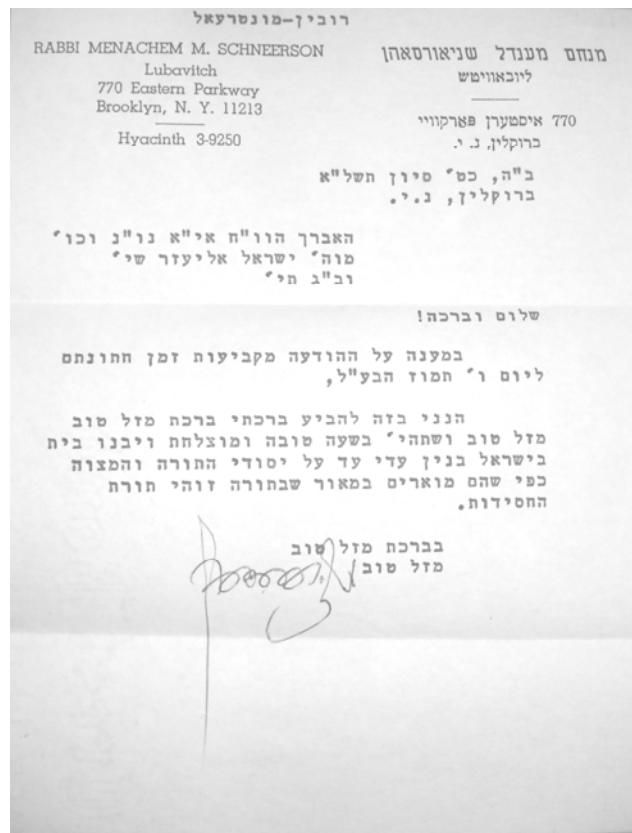 רובין-מונטרעאל
RABBI MENACHEM M. SCHNEERSON
Lubavitch
770 Eastern Parkway
Brooklyn, N. Y. 11213
Hyacinth 3-9250
מנחם מענדל שניאורסאהן
ליובאוויטש
770 איסטערן פארקוויי
ברוקלין, נ. י.
ב"ה, כט' סיון תשל"א
ברוקלין, נ.י.
האברך הוו"ח אי"א נו"נ וכו'
מוה' ישראל אליעזר שי'
וב"ג תי'
שלום וברכה!
במענה על ההודעה מקביעות זמן חתונתם
ליום ו' תמוז הבע"ל,
הנני בזה להביע ברכתי ברכת מזל טוב
מזל טוב ושתהי' בשעה טובה ומוצלחת ויבנו בית
בישראל בנין עדי עד על יסודי התורה והמצוה
כפי שהם מוארים במאור שבתורה זוהי תורת
החסידות.
בברכת מזל טוב
מזל טוב